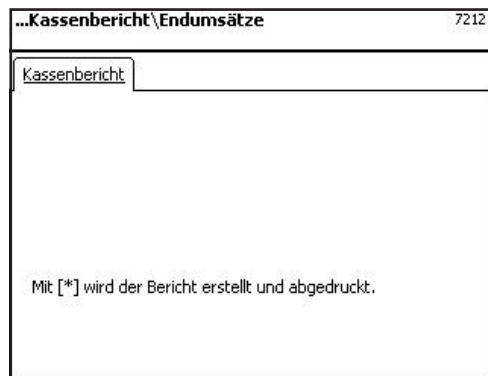 ...Kassenbericht\Endumsätze 7212
Kassenbericht
Mit [*] wird der Bericht erstellt und abgedruckt.